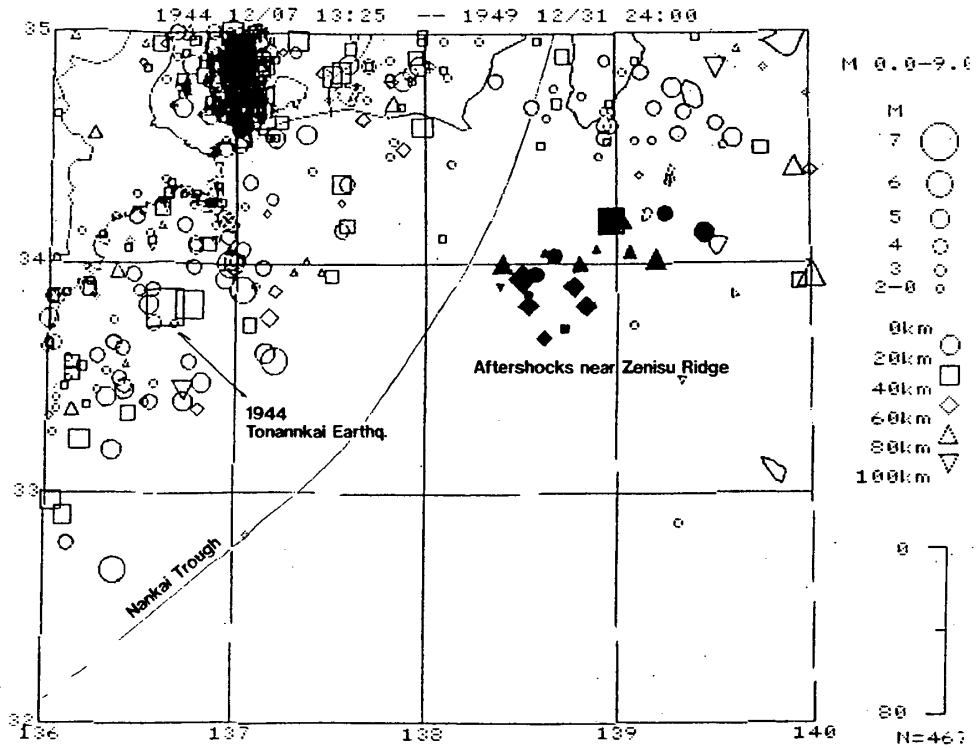 1944 12/07 13:25 -- 1949 12/31 24:00
35
34
33
32
136
137
138
139
140
M 0.0-9.0
M
7
6
5
4
3
2-0
0km
20km
40km
60km
80km
100km
0
80
N=467
Aftershocks near Zenisu Ridge
1944
Tonannkai Earthq.
Nankai Trough